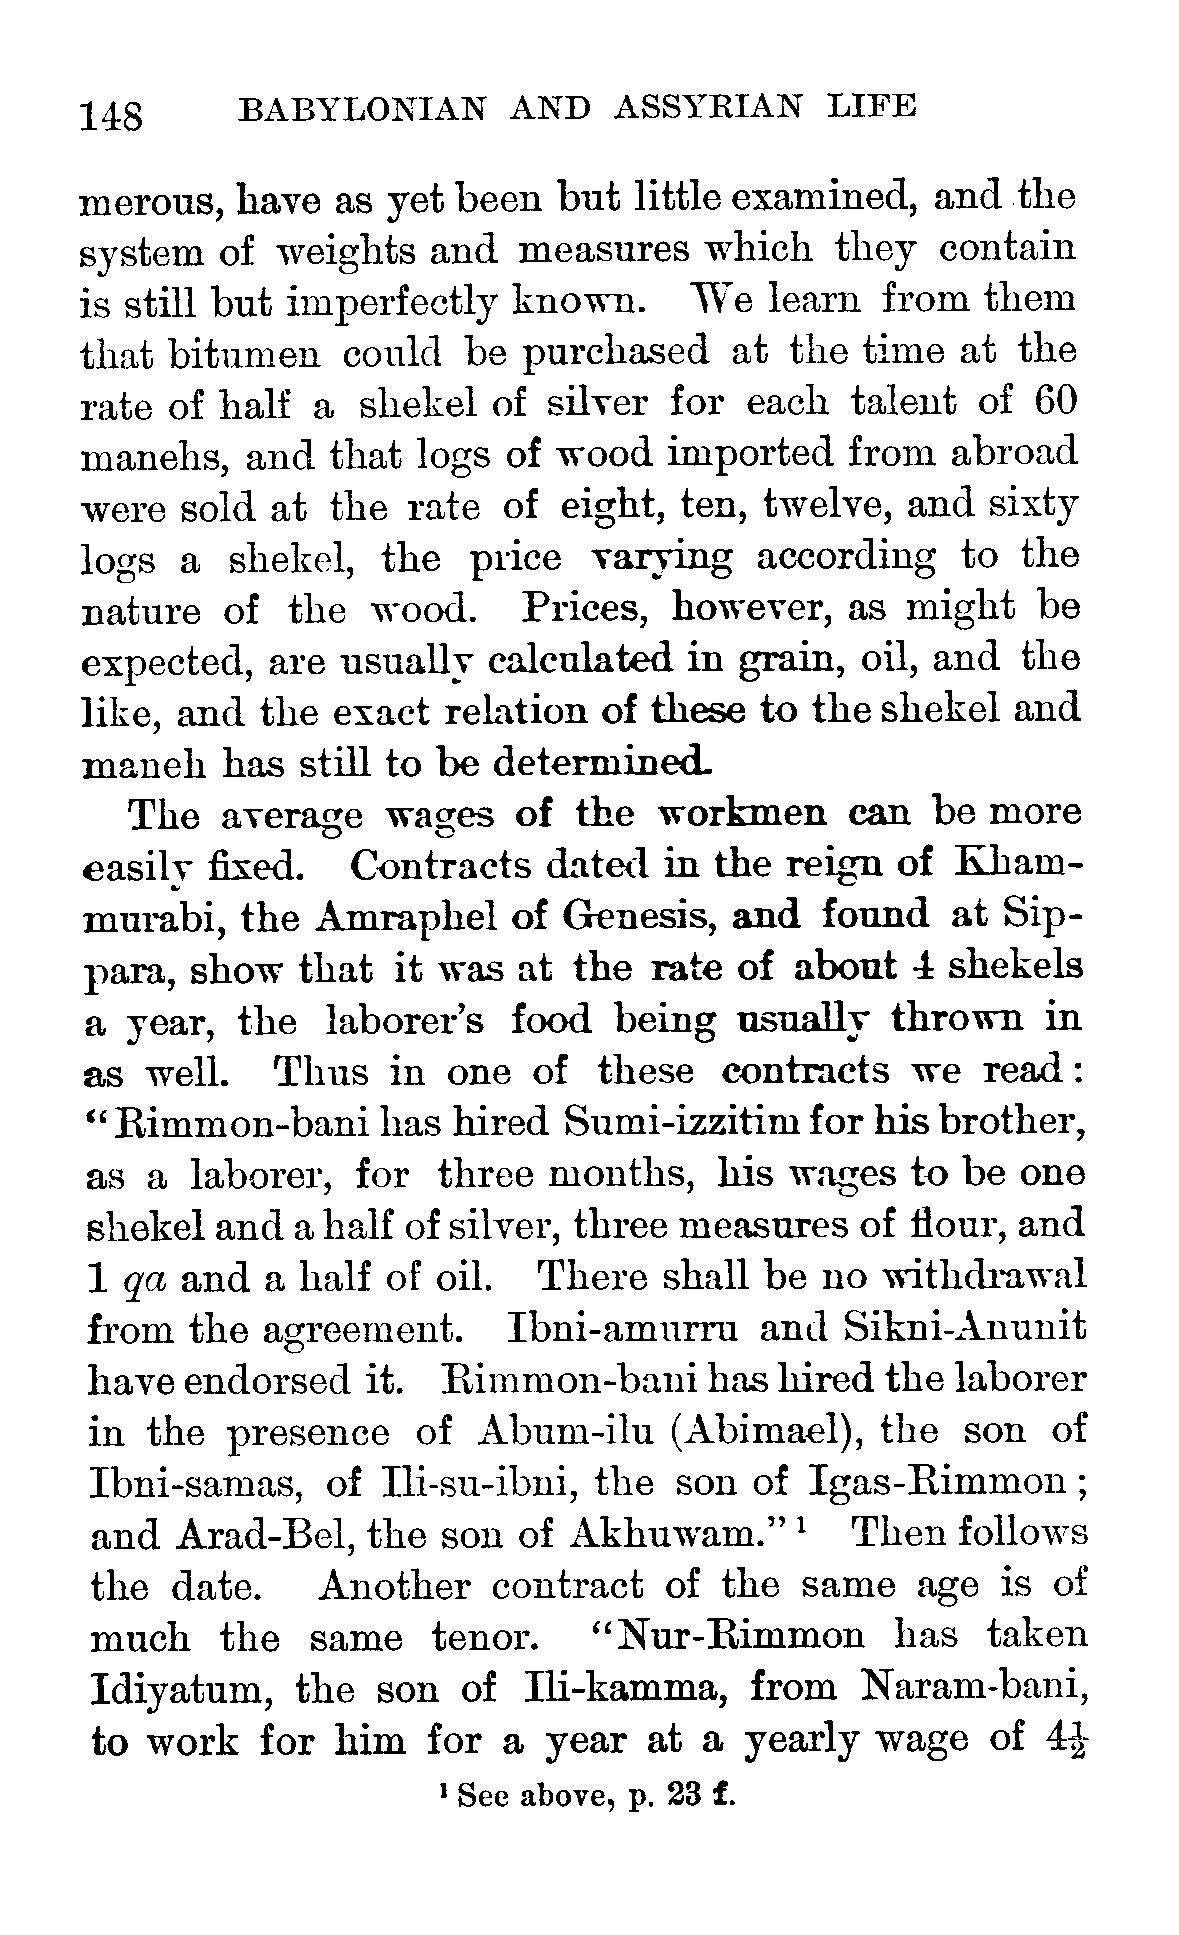 148 BABYLONIAN AND ASSYRIAN LIFE
merous, have as yet been but little examined, and the
system of weights and measures which they contain
is still but imperfectly known. We learn from them
that bitumen could be purchased at the time at the
rate of half a shekel of silver for each talent of 60
manehs, and that logs of wood imported from abroad
were sold at the rate of eight, ten, twelve, and sixty
logs a shekel, the price varying according to the
nature of the wood. Prices, however, as might be
expected, are usually calculated in grain, oil, and the
like, and the exact relation of these to the shekel and
maneh has still to be determined.
The average wages of the workmen can be more
easily fixed. Contracts dated in the reign of Kham-
murabi, the Amraphel of Genesis, and found at Sip-
para, show that it was at the rate of about 4 shekels
a year, the laborer's food being usually thrown in
as well. Thus in one of these contracts we read:
"Rimmon-bani has hired Sumi-izzitim for his brother,
as a laborer, for three months, his wages to be one
shekel and a half of silver, three measures of flour, and
1 qa and a half of oil. There shall be no withdrawal
from the agreement. Ibni-amurru and Sikni-Anunit
have endorsed it. Rimmon-bani has hired the laborer
in the presence of Abum-ilu (Abimael), the son of
Ibni-samas, of Ili-su-ibni, the son of Igas-Rimmon;
and Arad-Bel, the son of Akhuwam." ¹ Then follows
the date. Another contract of the same age is of
much the same tenor. "Nur-Rimmon has taken
Idiyatum, the son of Ili-kamma, from Naram-bani,
to work for him for a year at a yearly wage of 4½
¹ See above, p. 23 f.